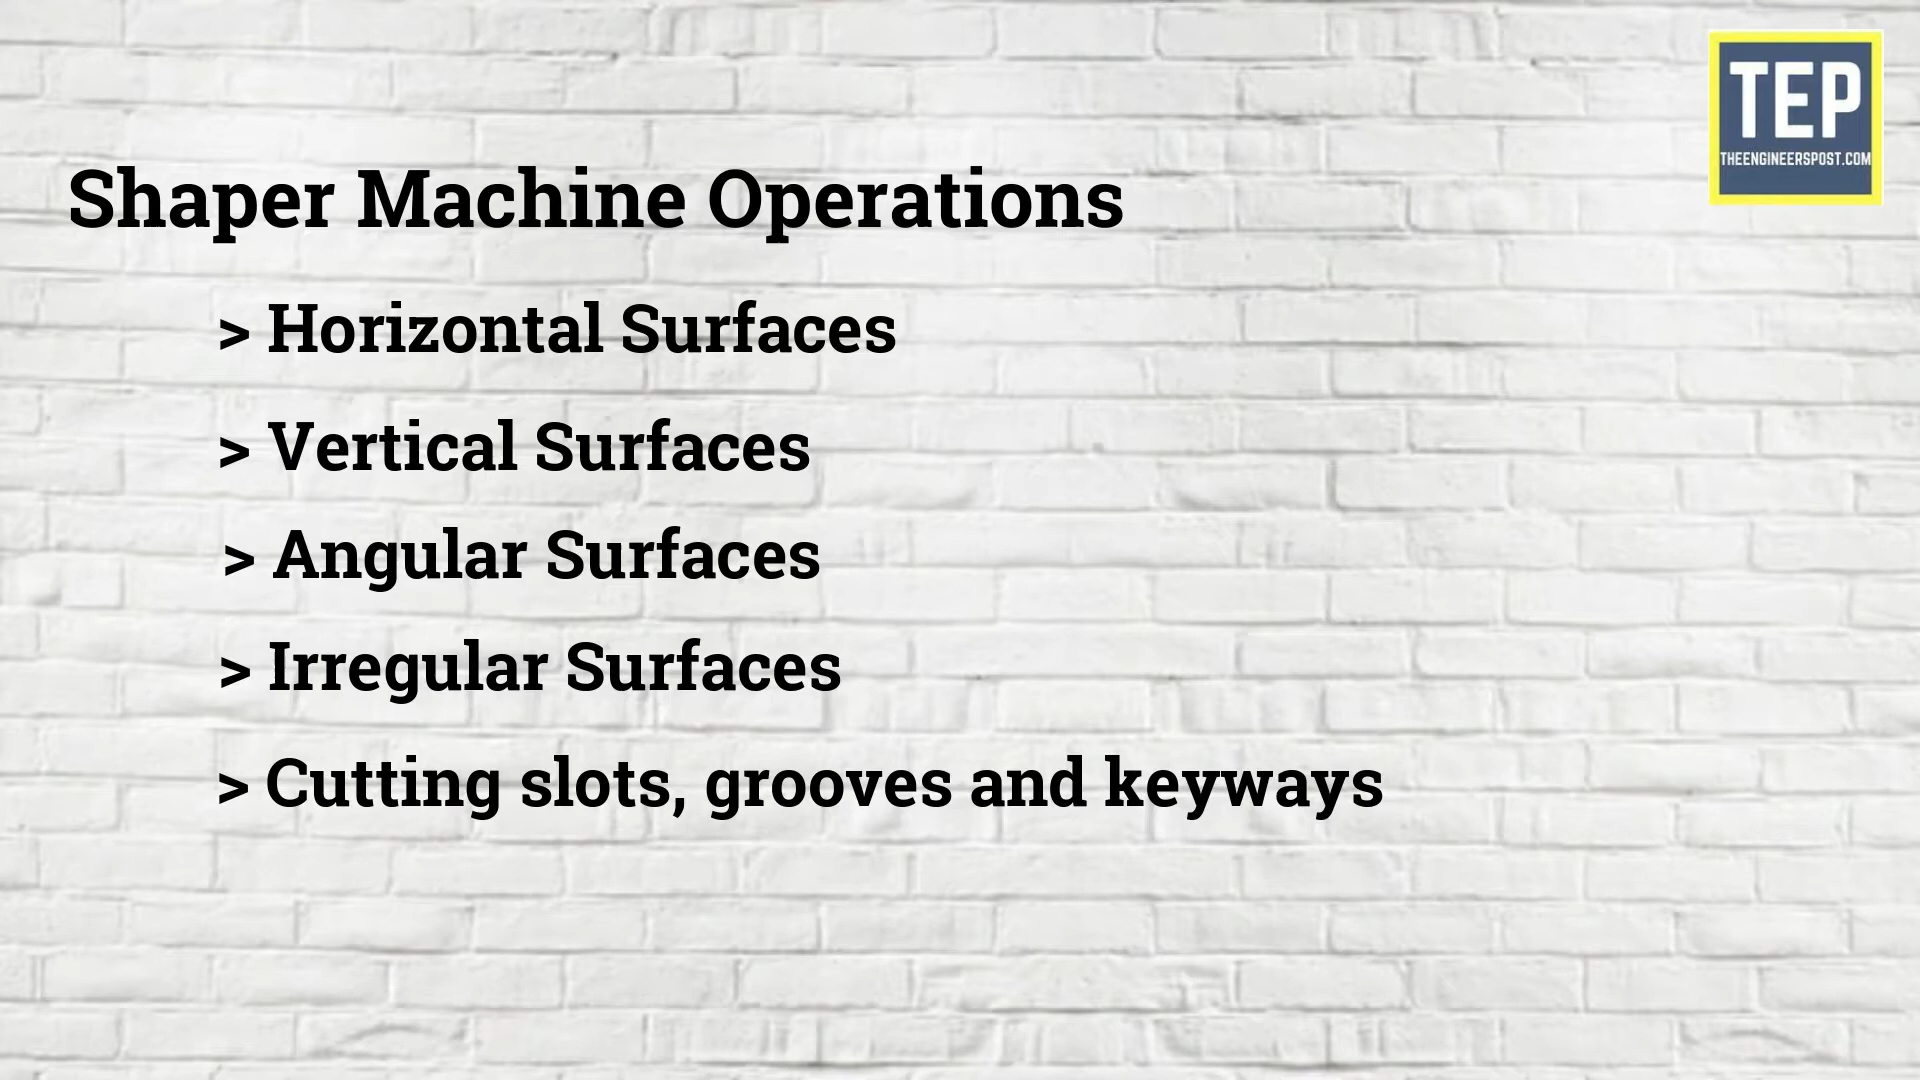 TEP
THEENGINEERSPOST.COM
Shaper Machine Operations
> Horizontal Surfaces
> Vertical Surfaces
> Angular Surfaces
> Irregular Surfaces
> Cutting slots, grooves and keyways